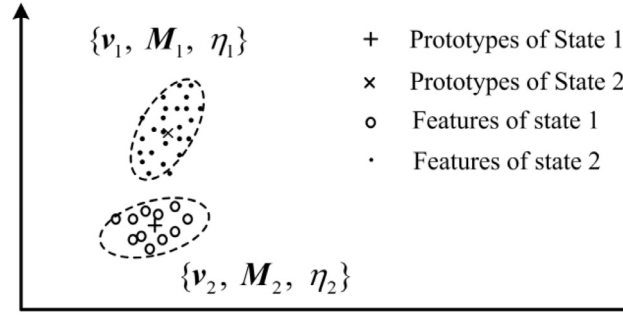 {v₁, M₁, η₁}
+ Prototypes of State 1
× Prototypes of State 2
o Features of state 1
· Features of state 2
{v₂, M₂, η₂}